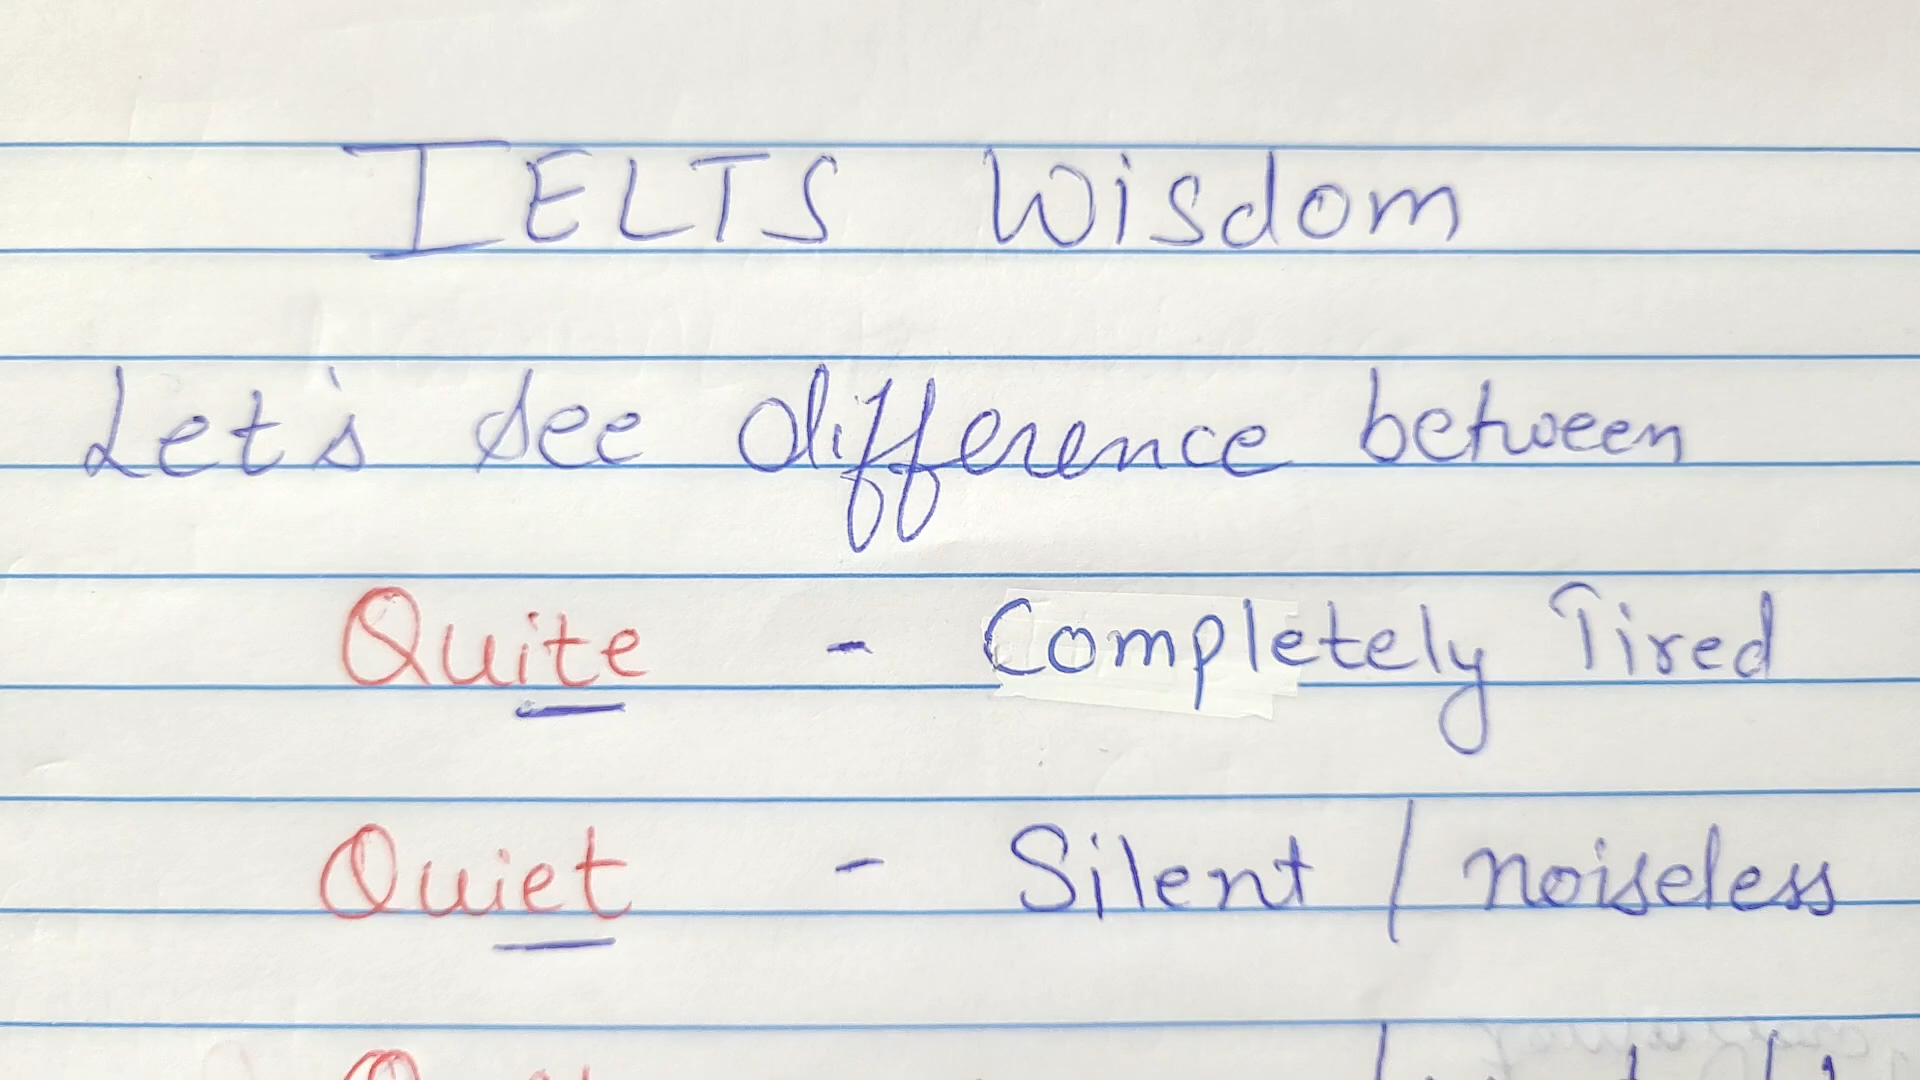 IELTS Wisdom
Let's see difference between
Quite - Completely Tired
Quiet - Silent / noiseless